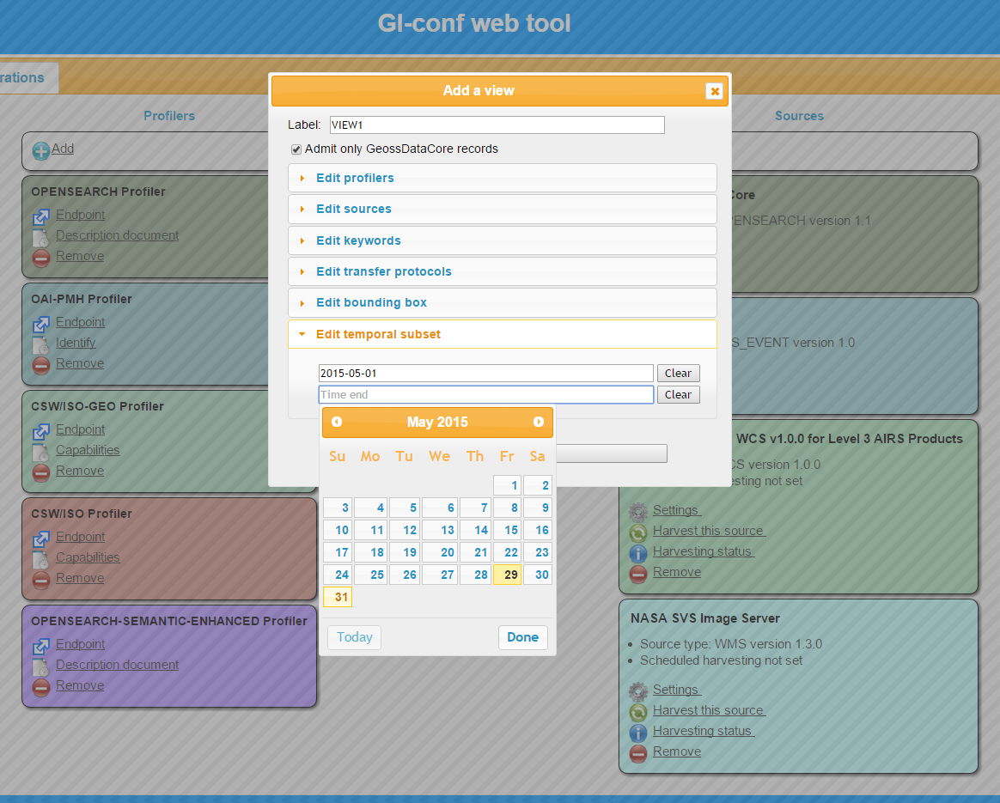 GI-conf web tool
rations
Profilers
Add
OPENSEARCH Profiler
Endpoint
Description document
Remove
OAI-PMH Profiler
Endpoint
Identify
Remove
CSW/ISO-GEO Profiler
Endpoint
Capabilities
Remove
CSW/ISO Profiler
Endpoint
Capabilities
Remove
OPENSEARCH-SEMANTIC-ENHANCED Profiler
Endpoint
Description document
Remove
Add a view
Label: VIEW1
Admit only GeossDataCore records
Edit profilers
Edit sources
Edit keywords
Edit transfer protocols
Edit bounding box
Edit temporal subset
2015-05-01 Clear
Time end Clear
May 2015
Su Mo Tu We Th Fr Sa
1 2
3 4 5 6 7 8 9
10 11 12 13 14 15 16
17 18 19 20 21 22 23
24 25 26 27 28 29 30
31
Today Done
Sources
Core
ENSEARCH version 1.1
S_EVENT version 1.0
WCS v1.0.0 for Level 3 AIRS Products
CS version 1.0.0
esting not set
Settings
Harvest this source
Harvesting status
Remove
NASA SVS Image Server
Source type: WMS version 1.3.0
Scheduled harvesting not set
Settings
Harvest this source
Harvesting status
Remove